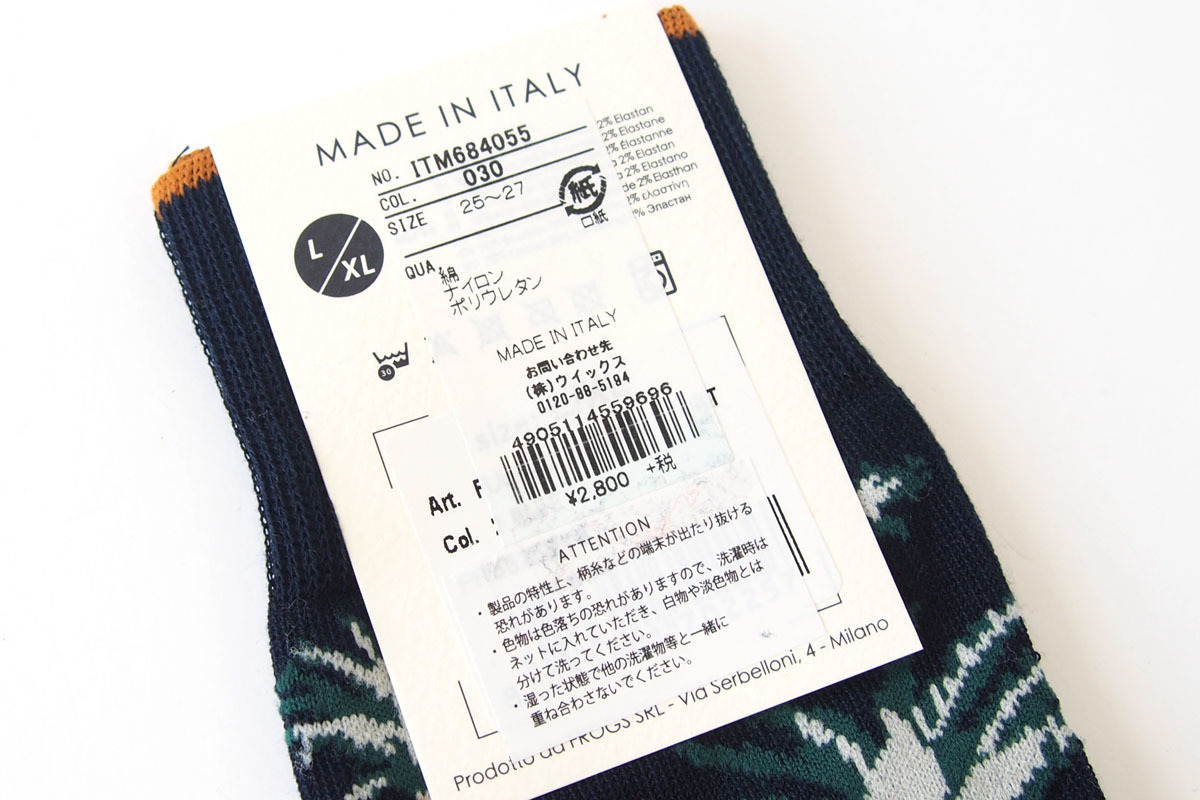 MADE IN ITALY
NO. ITM684055
COL. 030
SIZE 25～27
紙
口紙
L/XL
QUA 綿
ナイロン
ポリウレタン
2% Elastan
2% Elastane
2% Élastanne
a 2% Elastan
a 2% Elastano
de 2% Elasthan
2% ελαστίνη
% Эластан
30
MADE IN ITALY
お問い合わせ先
(株)ウイックス
0120-88-5194
4905114559696
¥2,800 +税
Art.
Col.
ATTENTION
・製品の特性上、柄糸などの端末が出たり抜ける
恐れがあります。
・色物は色落ちの恐れがありますので、洗濯時は
ネットに入れていただき、白物や淡色物とは
分けて洗ってください。
・湿った状態で他の洗濯物等と一緒に
重ね合わさないでください。
Prodotto da FROGS SRL - Via Serbelloni, 4 - Milano